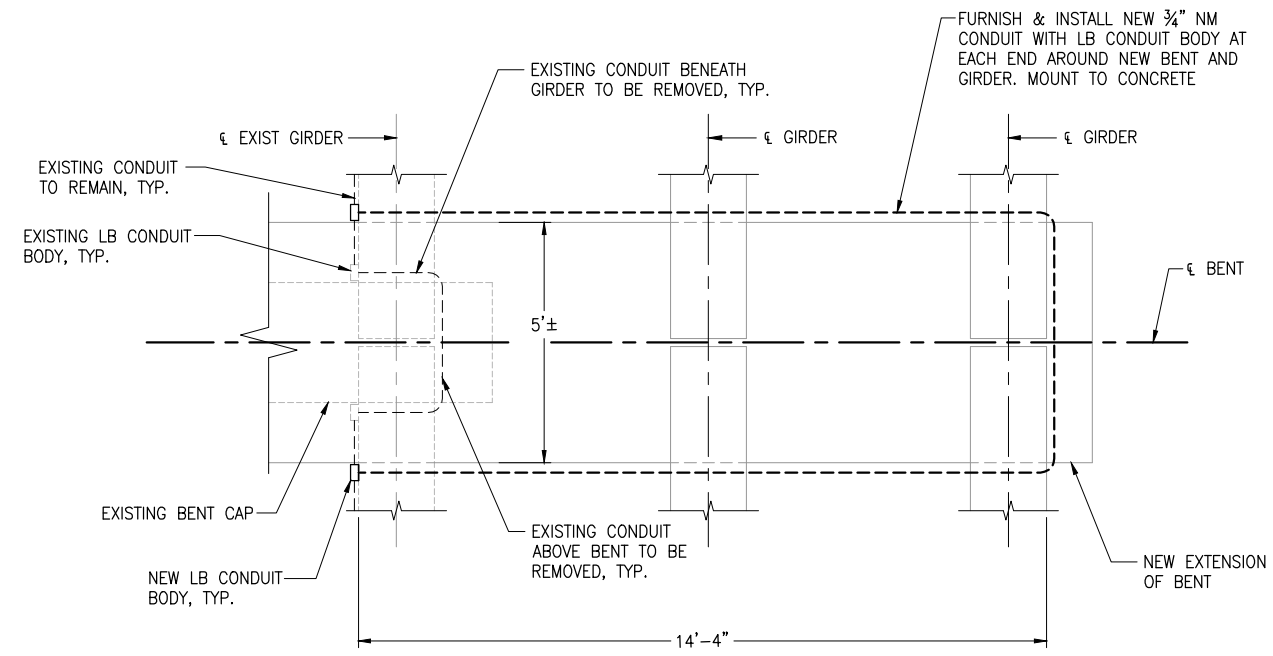 FURNISH & INSTALL NEW ¾" NM
CONDUIT WITH LB CONDUIT BODY AT
EACH END AROUND NEW BENT AND
GIRDER. MOUNT TO CONCRETE
EXISTING CONDUIT BENEATH
GIRDER TO BE REMOVED, TYP.
℄ EXIST GIRDER
℄ GIRDER
℄ GIRDER
EXISTING CONDUIT
TO REMAIN, TYP.
EXISTING LB CONDUIT
BODY, TYP.
℄ BENT
5'±
EXISTING BENT CAP
EXISTING CONDUIT
ABOVE BENT TO BE
REMOVED, TYP.
NEW EXTENSION
OF BENT
NEW LB CONDUIT
BODY, TYP.
14'-4"